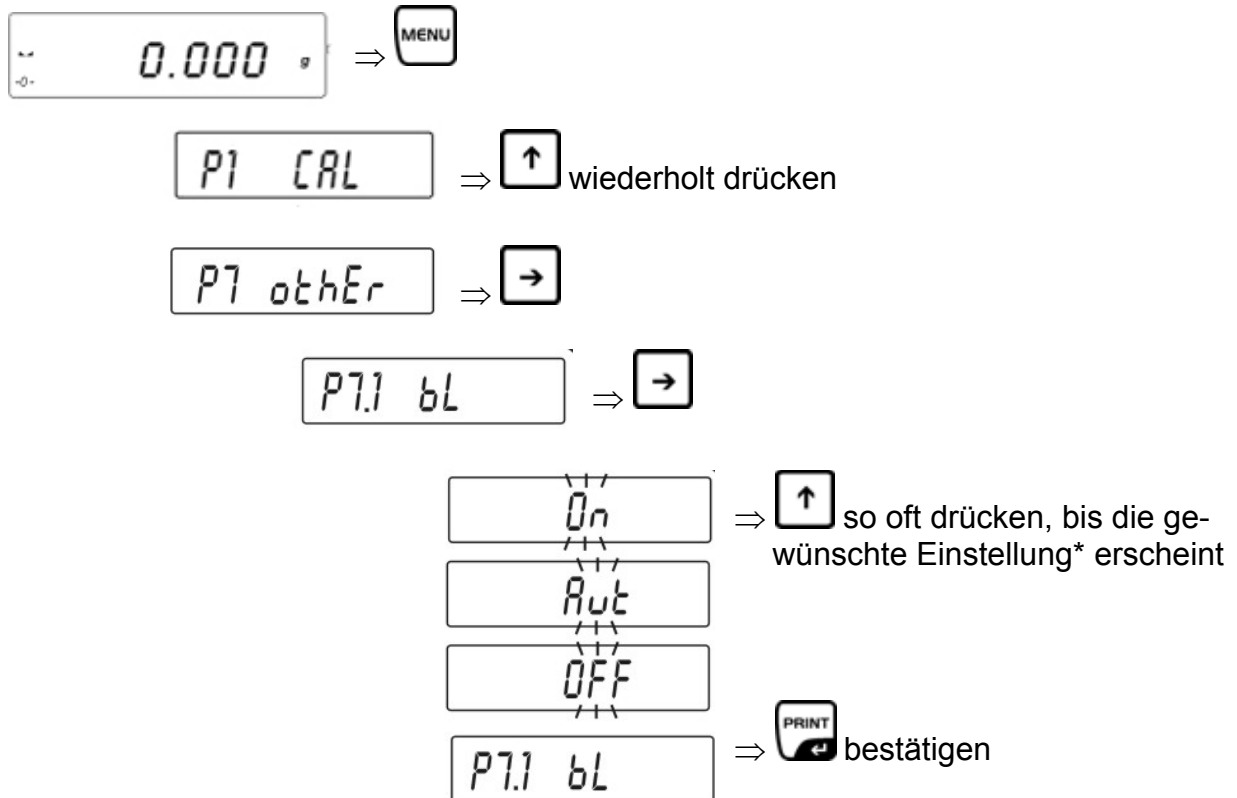 0.000 g ⇒ MENU
-0-
P1 CAL ⇒ ↑ wiederholt drücken
P7 othEr ⇒ →
P7.1 bL ⇒ →
On ⇒ ↑ so oft drücken, bis die ge-
wünschte Einstellung* erscheint
Aut
OFF
P7.1 bL ⇒ PRINT bestätigen